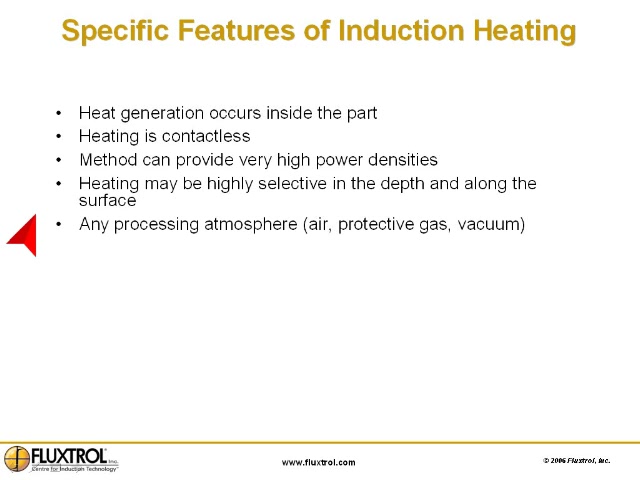 Specific Features of Induction Heating
• Heat generation occurs inside the part
• Heating is contactless
• Method can provide very high power densities
• Heating may be highly selective in the depth and along the
surface
• Any processing atmosphere (air, protective gas, vacuum)
FLUXTROL Inc.
Centre for Induction Technology™
www.fluxtrol.com
© 2006 Fluxtrol, Inc.